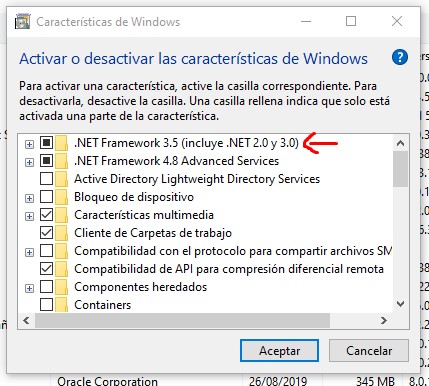 Características de Windows
Activar o desactivar las características de Windows
Para activar una característica, active la casilla correspondiente. Para
desactivarla, desactive la casilla. Una casilla rellena indica que solo está
activada una parte de la característica.
.NET Framework 3.5 (incluye .NET 2.0 y 3.0)
.NET Framework 4.8 Advanced Services
Active Directory Lightweight Directory Services
Bloqueo de dispositivo
Características multimedia
Cliente de Carpetas de trabajo
Compatibilidad con el protocolo para compartir archivos SM
Compatibilidad de API para compresión diferencial remota
Componentes heredados
Containers
Aceptar
Cancelar
Oracle Corporation 26/08/2019 345 MB 8.0.